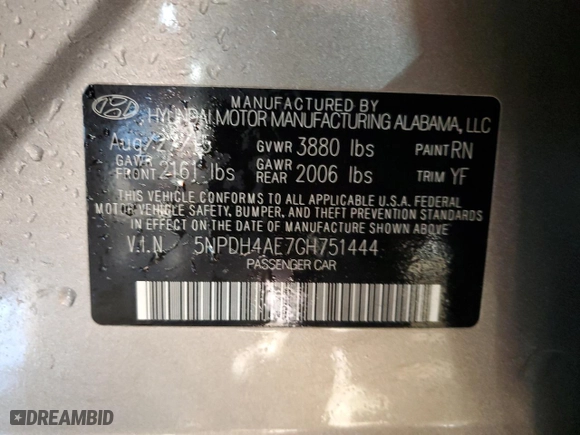 MANUFACTURED BY
HYUNDAI MOTOR MANUFACTURING ALABAMA, LLC
GVWR 3880 lbs PAINT RN
GAWR FRONT 2161 lbs GAWR REAR 2006 lbs TRIM YF
THIS VEHICLE CONFORMS TO ALL APPLICABLE U.S.A. FEDERAL
MOTOR VEHICLE SAFETY, BUMPER, AND THEFT PREVENTION STANDARDS
IN EFFECT ON THE DATE OF MANUFACTURE SHOWN ABOVE
V.I.N 5NPDH4AE7GH751444
PASSENGER CAR
DREAMBID